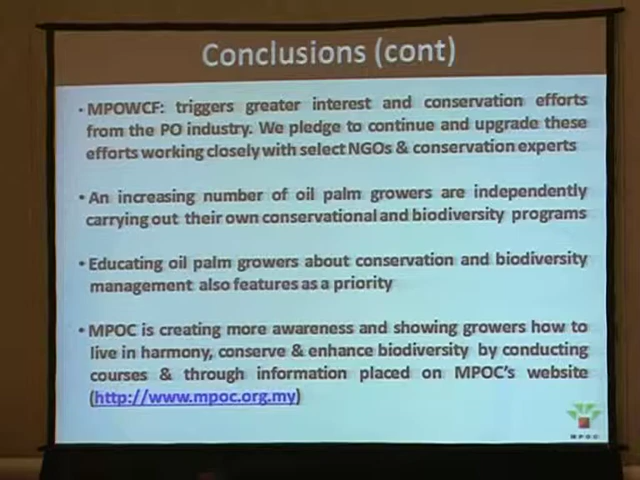 Conclusions (cont)
• MPOWCF: triggers greater interest and conservation efforts
from the PO industry. We pledge to continue and upgrade these
efforts working closely with select NGOs & conservation experts
• An increasing number of oil palm growers are independently
carrying out their own conservational and biodiversity programs
• Educating oil palm growers about conservation and biodiversity
management also features as a priority
• MPOC is creating more awareness and showing growers how to
live in harmony, conserve & enhance biodiversity by conducting
courses & through information placed on MPOC's website
(http://www.mpoc.org.my)
MPOC